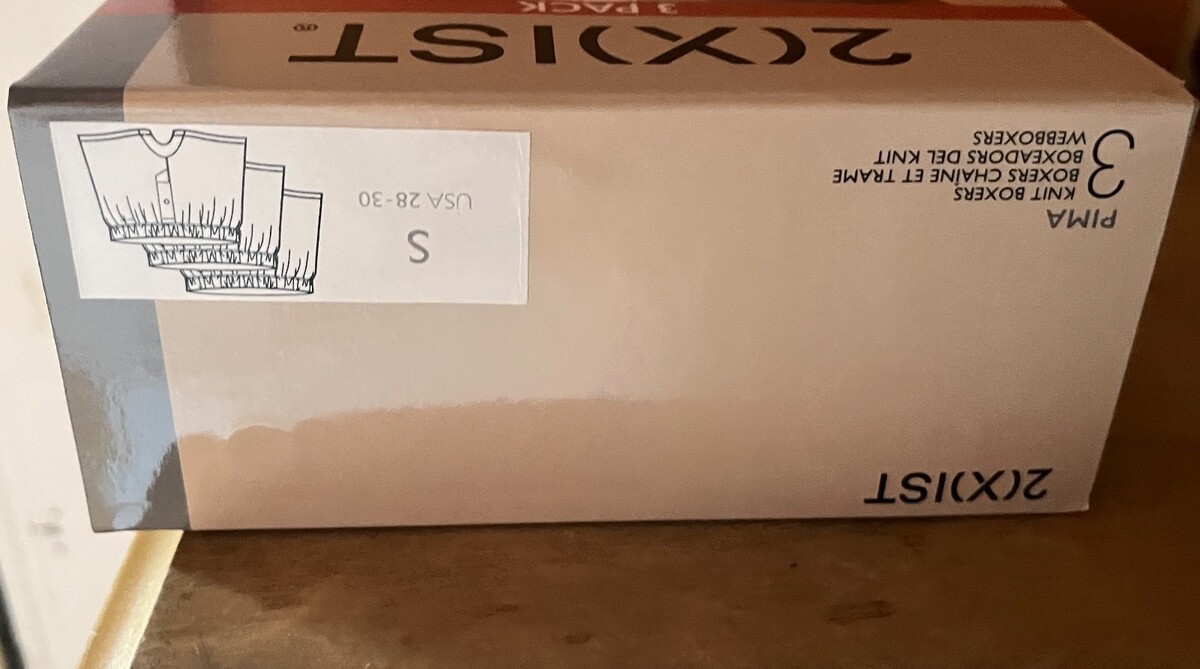 2(X)IST
PIMA
3
KNIT BOXERS
BOXERS CHAÎNE ET TRAME
BOXEADORS DEL KNIT
WEBBOXERS
S
USA 28-30
2(X)IST®
3 PACK